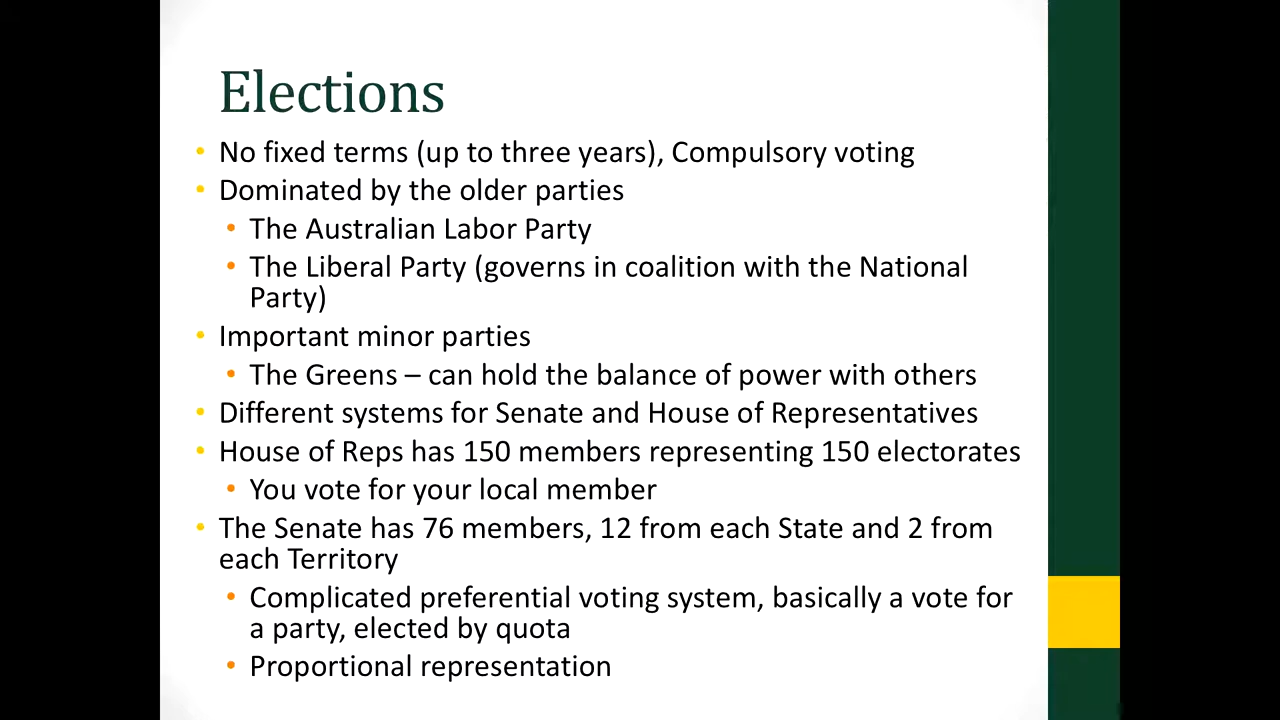 Elections
• No fixed terms (up to three years), Compulsory voting
• Dominated by the older parties
• The Australian Labor Party
• The Liberal Party (governs in coalition with the National
Party)
• Important minor parties
• The Greens – can hold the balance of power with others
• Different systems for Senate and House of Representatives
• House of Reps has 150 members representing 150 electorates
• You vote for your local member
• The Senate has 76 members, 12 from each State and 2 from
each Territory
• Complicated preferential voting system, basically a vote for
a party, elected by quota
• Proportional representation